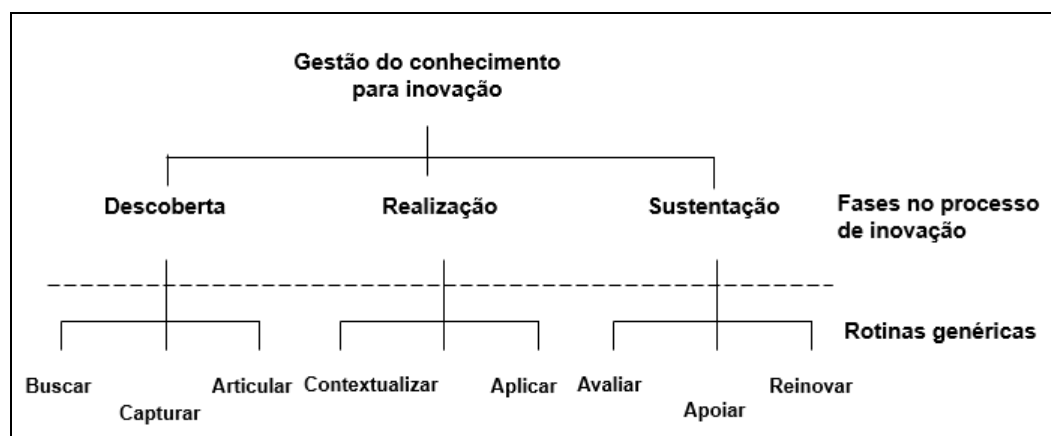 Gestão do conhecimento
para inovação
Descoberta
Realização
Sustentação
Fases no processo
de inovação
Rotinas genéricas
Buscar
Capturar
Articular
Contextualizar
Aplicar
Avaliar
Apoiar
Reinovar